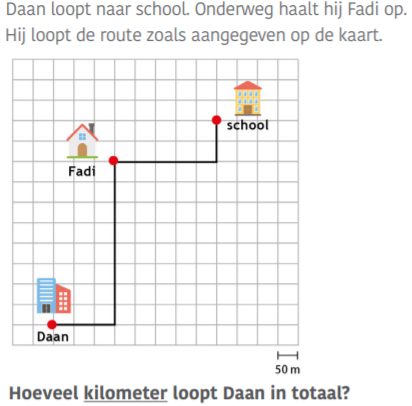 Daan loopt naar school. Onderweg haalt hij Fadi op.
Hij loopt de route zoals aangegeven op de kaart.
school
Fadi
Daan
50 m
Hoeveel kilometer loopt Daan in totaal?